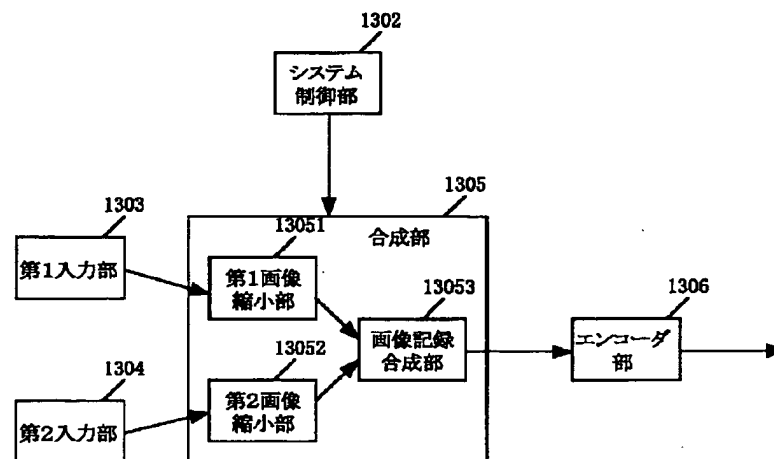 1302
システム
制御部
1305
合成部
1303
第1入力部
13051
第1画像
縮小部
13053
画像記録
合成部
1306
エンコーダ
部
1304
第2入力部
13052
第2画像
縮小部